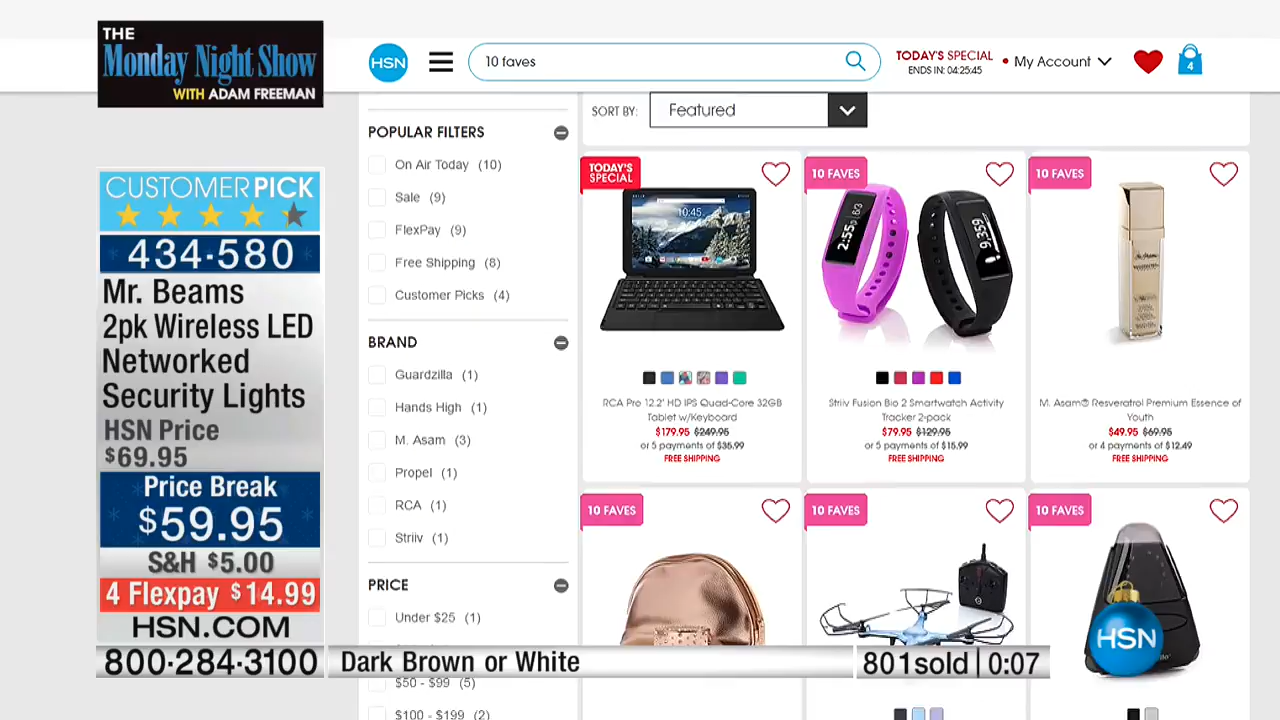 THE
Monday Night Show
WITH ADAM FREEMAN
HSN
10 faves
TODAY'S SPECIAL
ENDS IN: 04:25:45
My Account
4
CUSTOMER PICK
434·580
Mr. Beams
2pk Wireless LED
Networked
Security Lights
HSN Price
$69.95
Price Break
$59.95
S&H $5.00
4 Flexpay $14.99
HSN.COM
800·284·3100
POPULAR FILTERS
On Air Today (10)
Sale (9)
FlexPay (9)
Free Shipping (8)
Customer Picks (4)
BRAND
Guardzilla (1)
Hands High (1)
M. Asam (3)
Propel (1)
RCA (1)
Striiv (1)
PRICE
Under $25 (1)
$50 - $99 (5)
$100 - $199 (2)
SORT BY:
Featured
TODAY'S
SPECIAL
10:45
RCA Pro 12.2" HD IPS Quad-Core 32GB
Tablet w/Keyboard
$179.95 $249.95
or 5 payments of $35.99
FREE SHIPPING
10 FAVES
2:55P 8/3
9,359
Striiv Fusion Bio 2 Smartwatch Activity
Tracker 2-pack
$79.95 $129.95
or 5 payments of $15.99
FREE SHIPPING
10 FAVES
M. Asam® Resveratrol Premium Essence of
Youth
$49.95 $69.95
or 4 payments of $12.49
FREE SHIPPING
10 FAVES
10 FAVES
10 FAVES
HSN
Dark Brown or White
801 sold | 0:07